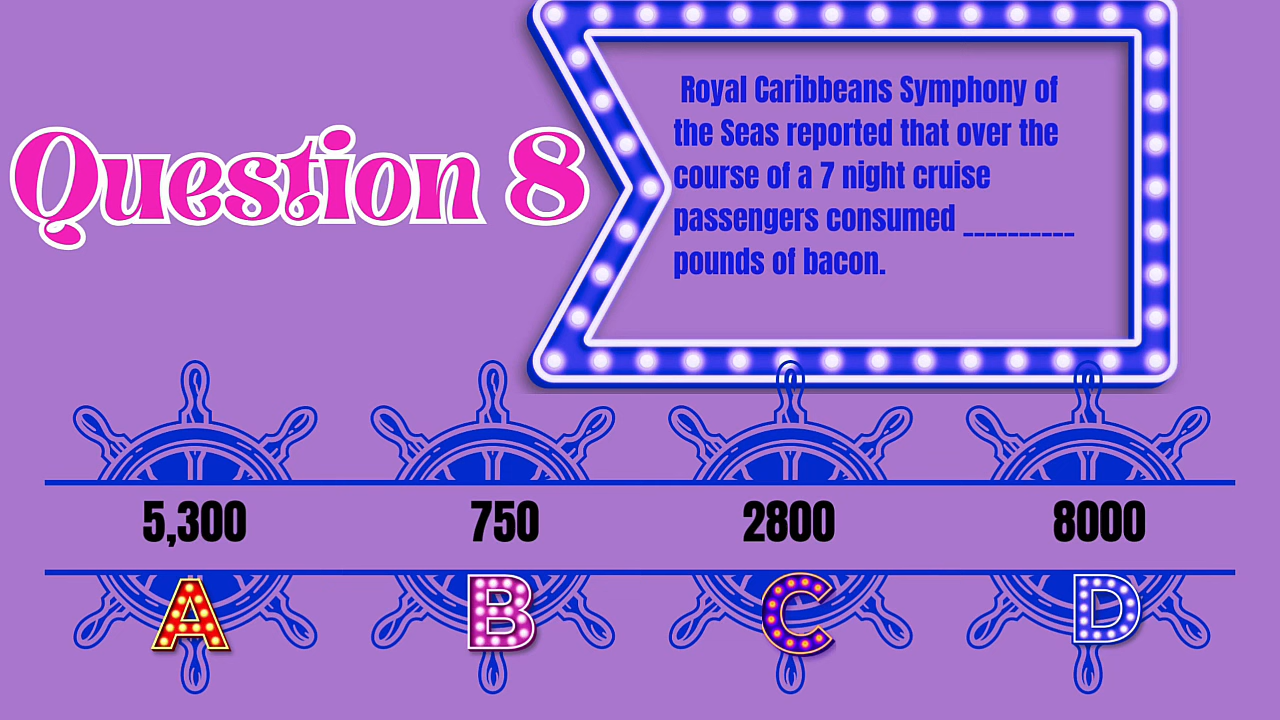 Question 8
Royal Caribbeans Symphony of
the Seas reported that over the
course of a 7 night cruise
passengers consumed __________
pounds of bacon.
5,300 750 2800 8000
A B C D